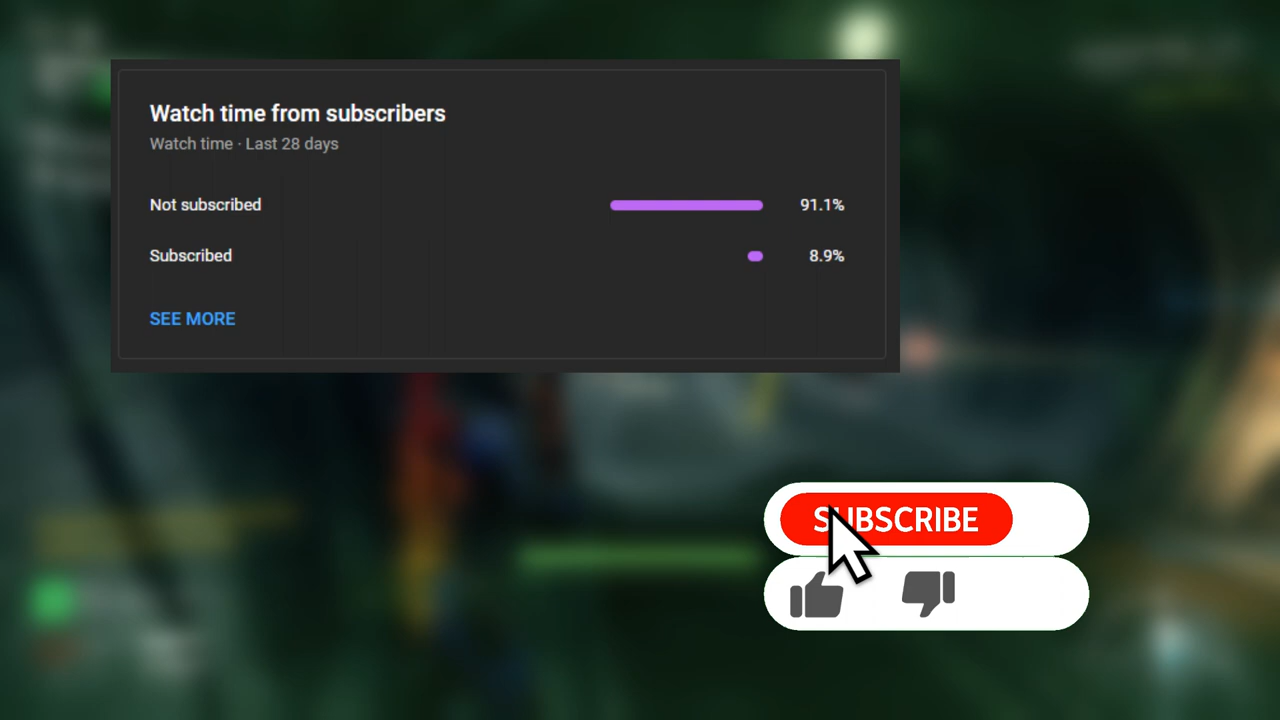 Watch time from subscribers
Watch time · Last 28 days
Not subscribed 91.1%
Subscribed 8.9%
SEE MORE
SUBSCRIBE